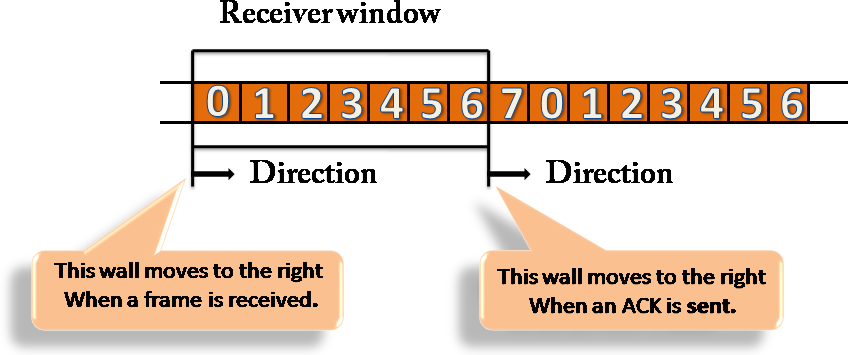 Receiver window
0 1 2 3 4 5 6 7 0 1 2 3 4 5 6
Direction Direction
This wall moves to the right
When a frame is received.
This wall moves to the right
When an ACK is sent.